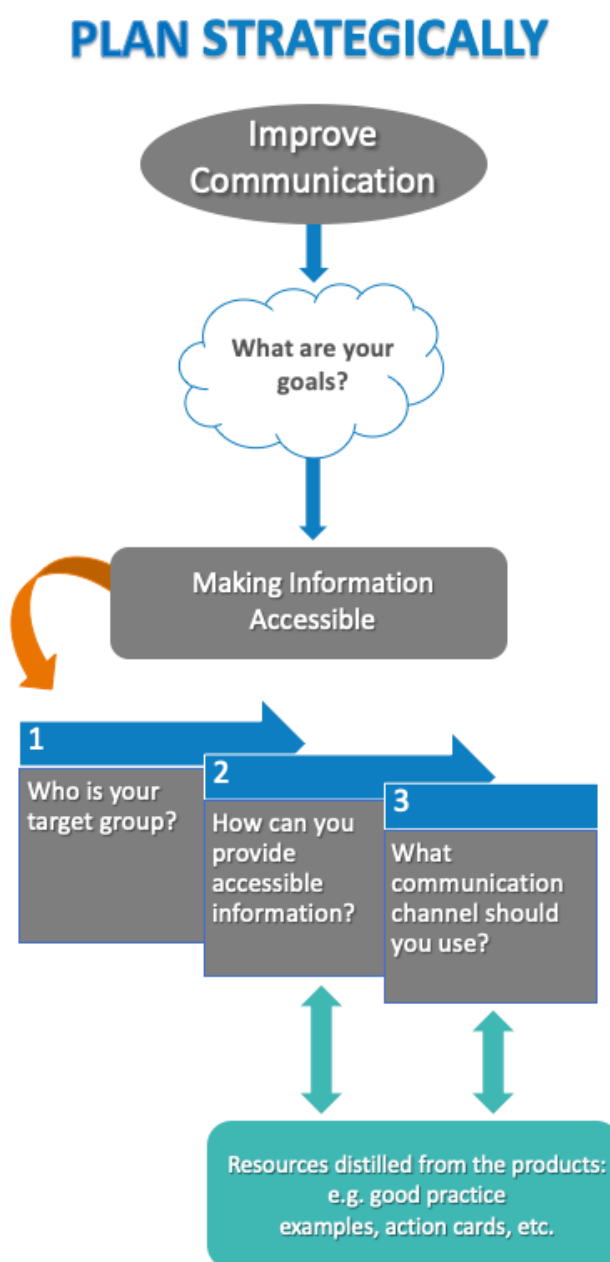 PLAN STRATEGICALLY
Improve
Communication
What are your
goals?
Making Information
Accessible
1
Who is your
target group?
2
How can you
provide
accessible
information?
3
What
communication
channel should
you use?
Resources distilled from the products:
e.g. good practice
examples, action cards, etc.